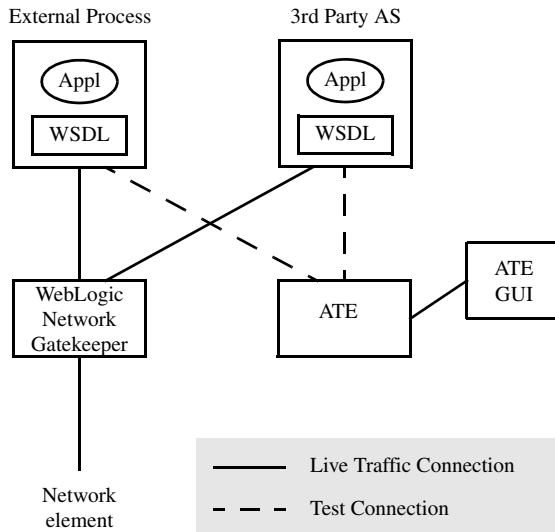 External Process
3rd Party AS
Appl
Appl
WSDL
WSDL
WebLogic
Network
Gatekeeper
ATE
ATE
GUI
Live Traffic Connection
Test Connection
Network
element